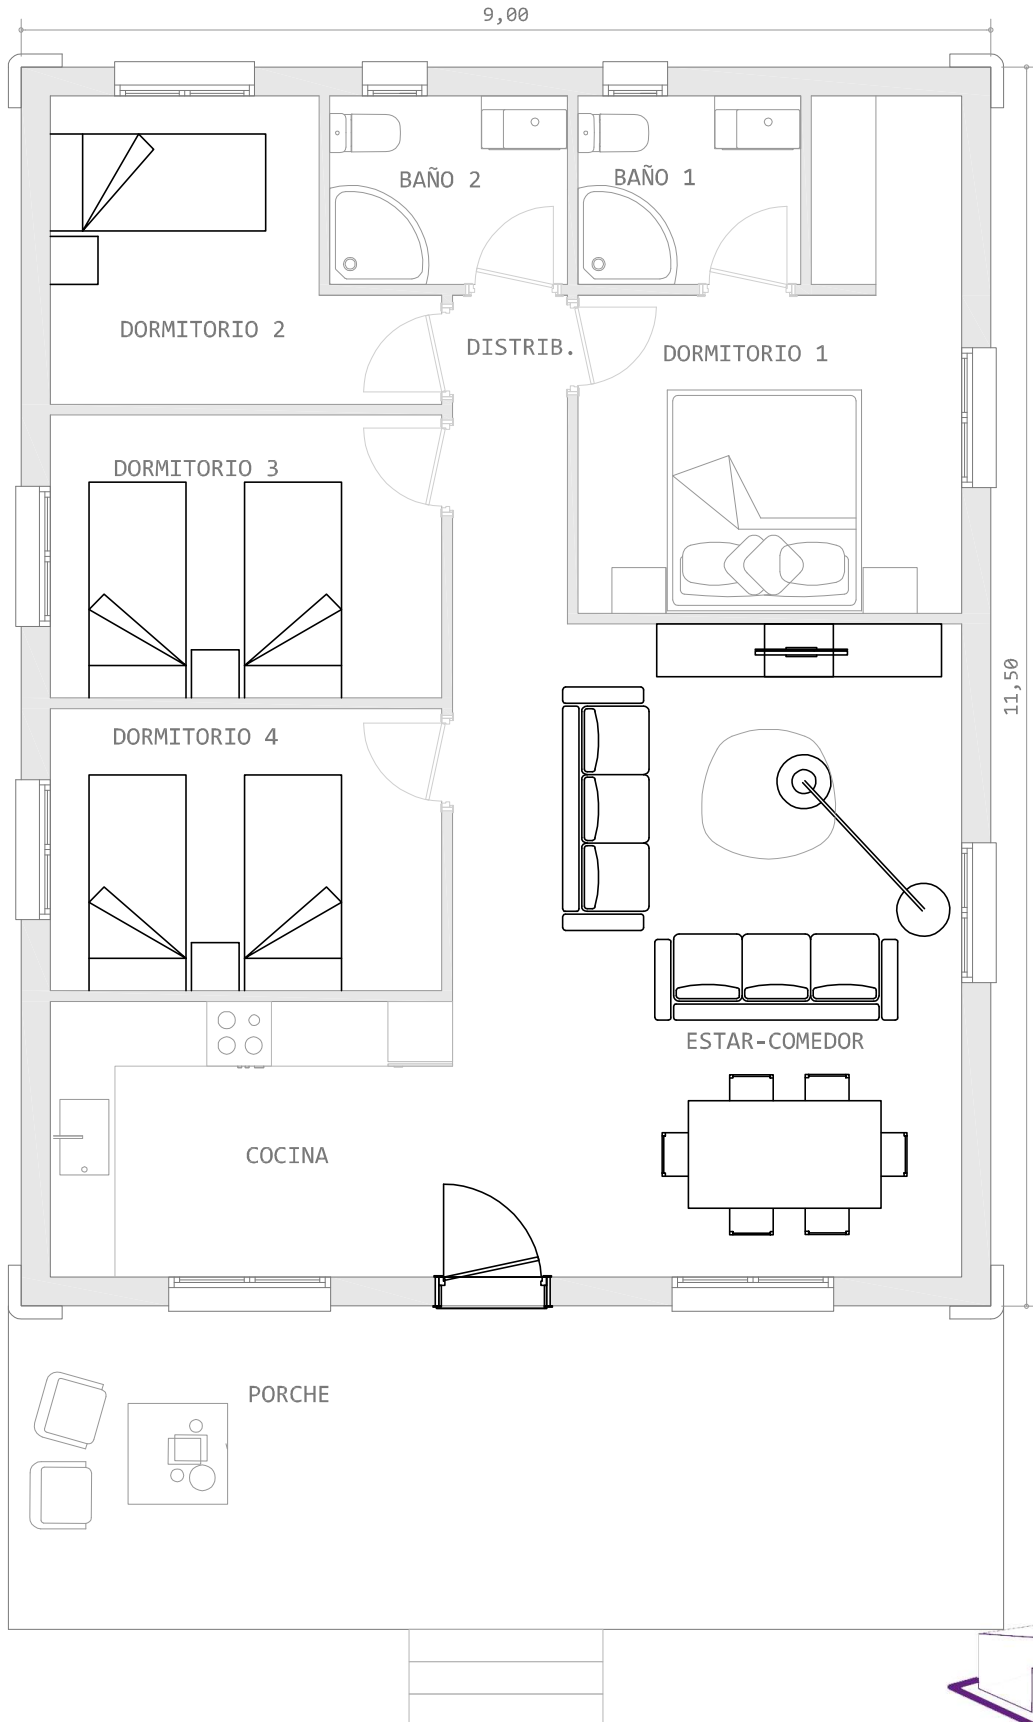 9,00
BAÑO 2
BAÑO 1
DORMITORIO 2
DISTRIB.
DORMITORIO 1
DORMITORIO 3
11,50
DORMITORIO 4
ESTAR-COMEDOR
COCINA
PORCHE